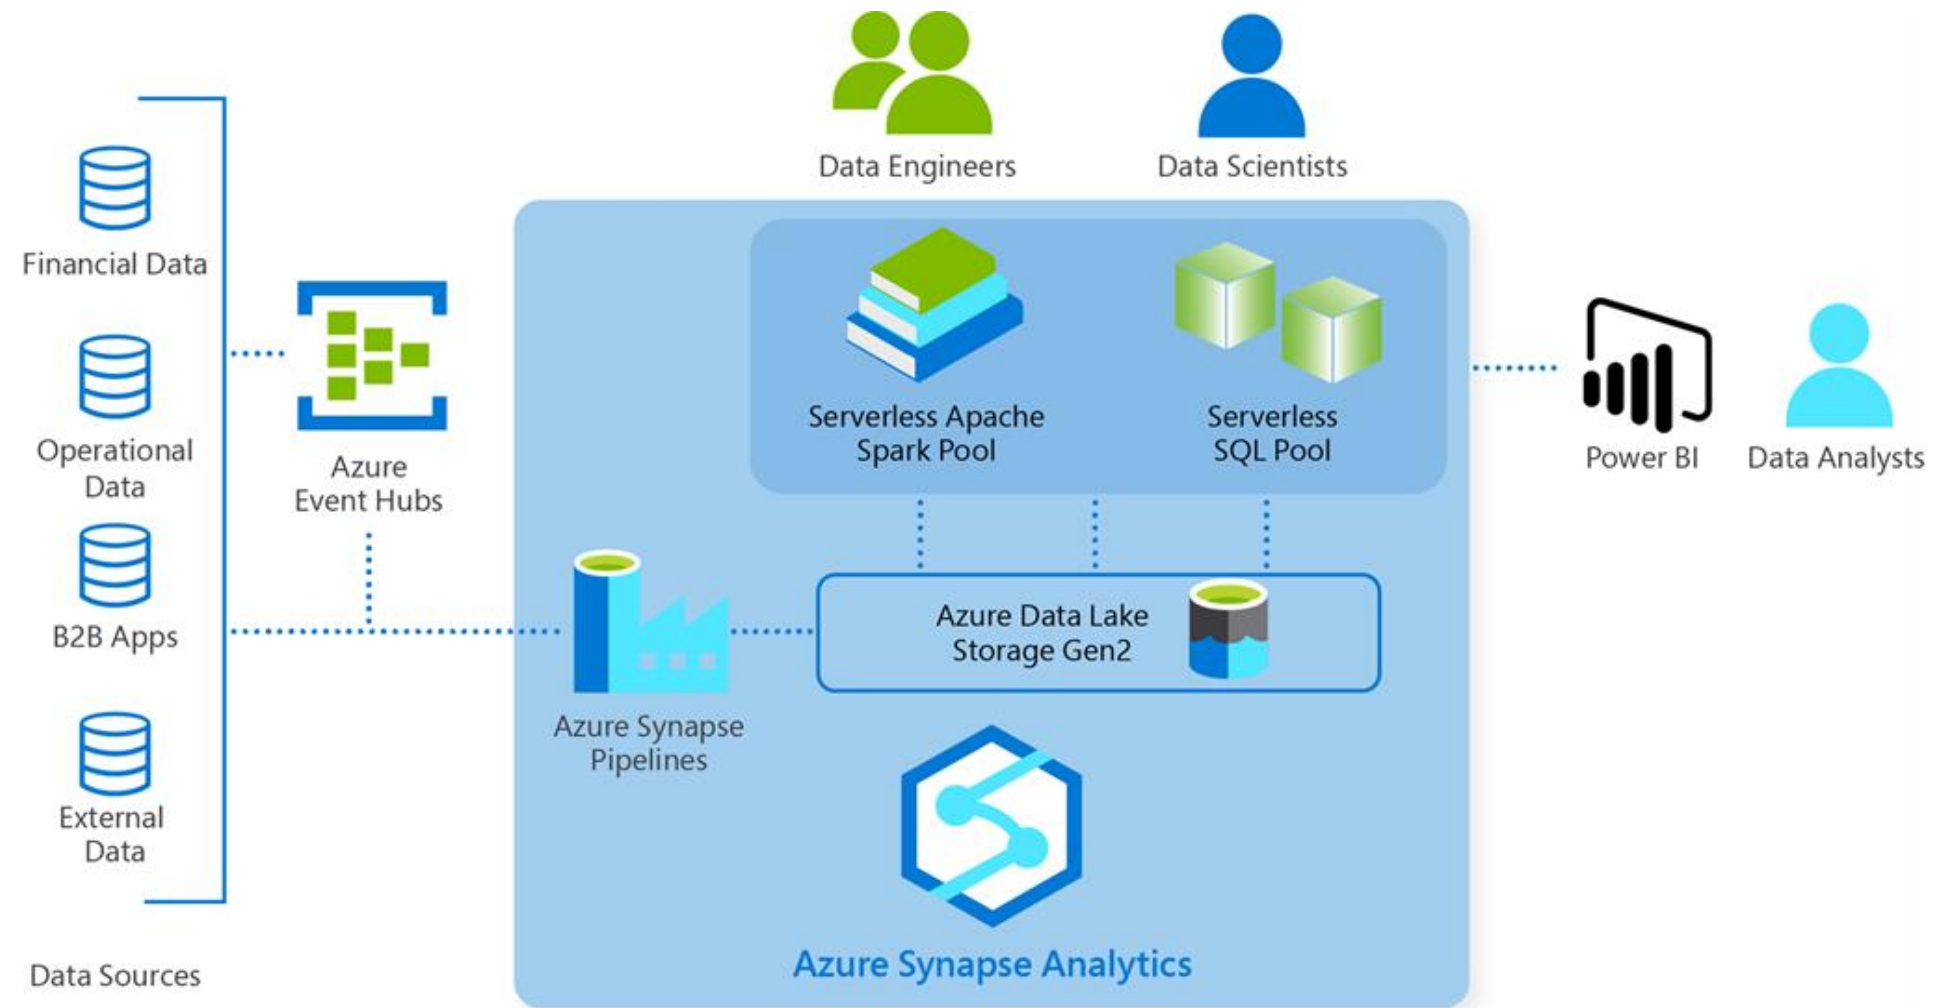 Data Engineers
Data Scientists
Financial Data
Operational
Data
B2B Apps
External
Data
Data Sources
Azure
Event Hubs
Serverless Apache
Spark Pool
Serverless
SQL Pool
Azure Synapse
Pipelines
Azure Data Lake
Storage Gen2
Azure Synapse Analytics
Power BI
Data Analysts